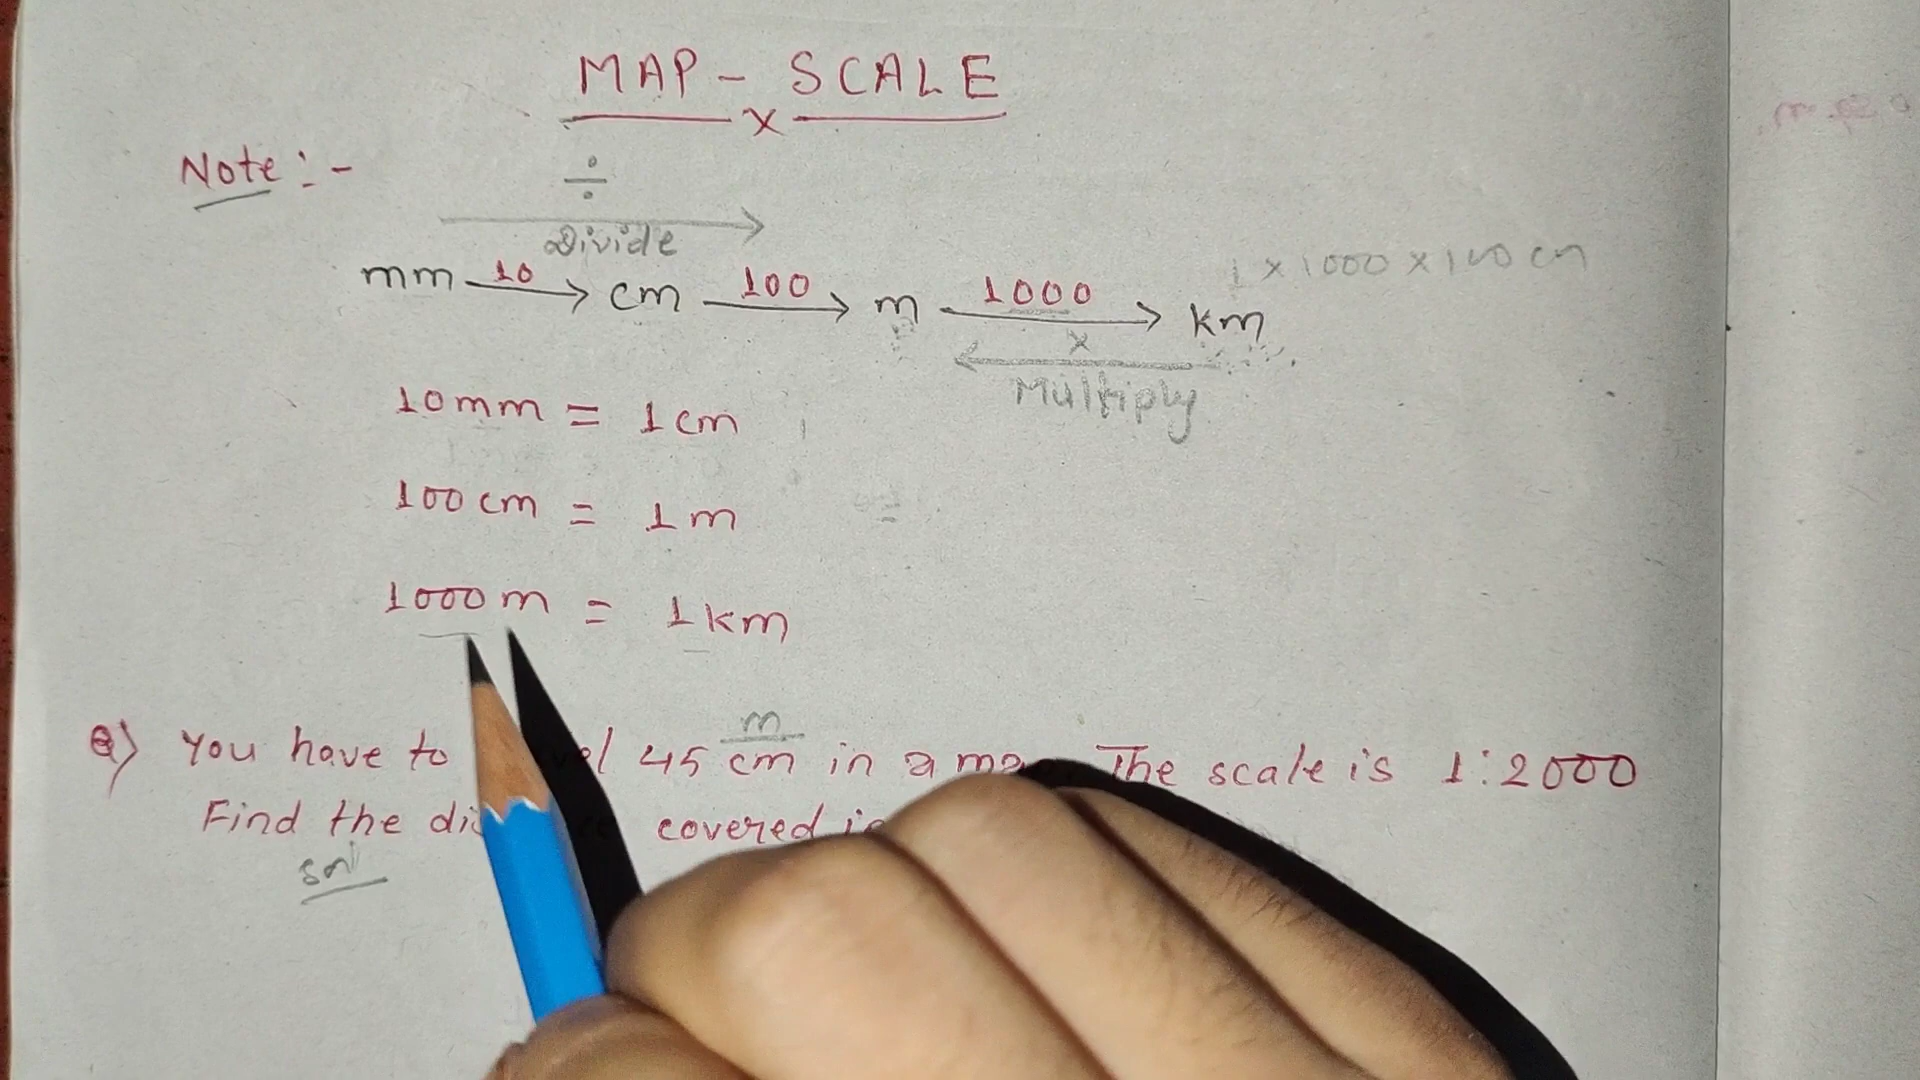 MAP - SCALE
x
Note :-
÷
Divide
mm 10 cm 100 m 1000 km
1 x 1000 x 100 cm
x
Multiply
10mm = 1cm
100cm = 1m
1000m = 1km
m
Q) You have to 45 cm in a The scale is 1:2000
Find the covered
Sol